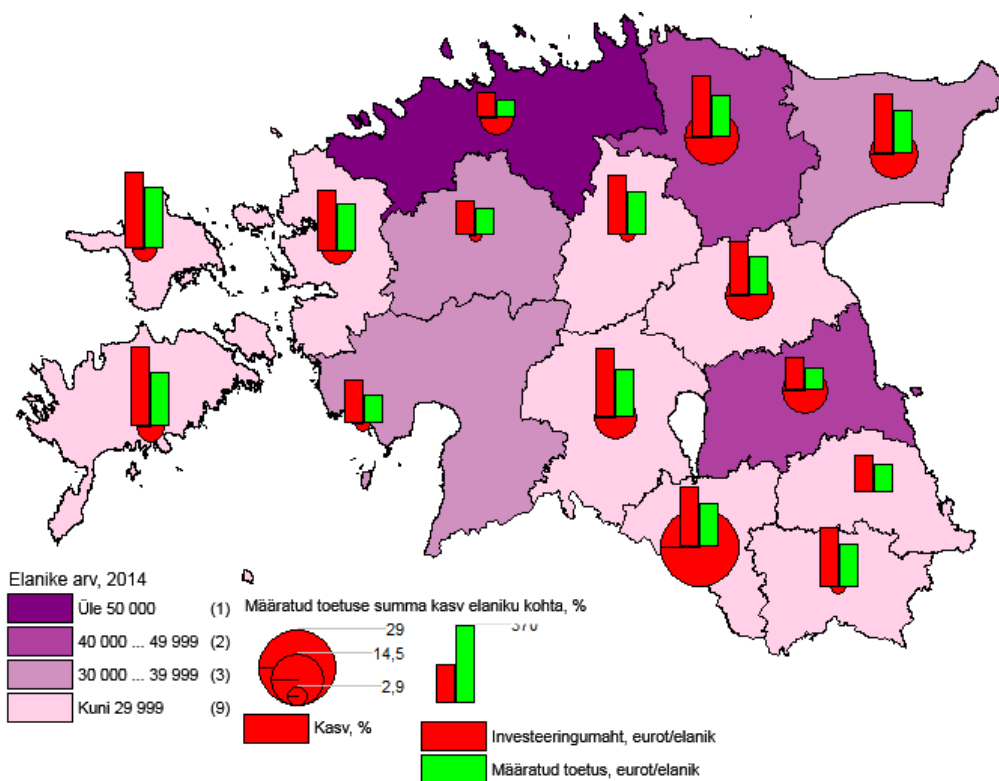 Elanike arv, 2014
Üle 50 000 (1)
40 000 ... 49 999 (2)
30 000 ... 39 999 (3)
Kuni 29 999 (9)
Määratud toetuse summa kasv elaniku kohta, %
29
14,5
2,9
Kasv, %
370
Investeeringumaht, eurot/elanik
Määratud toetus, eurot/elanik